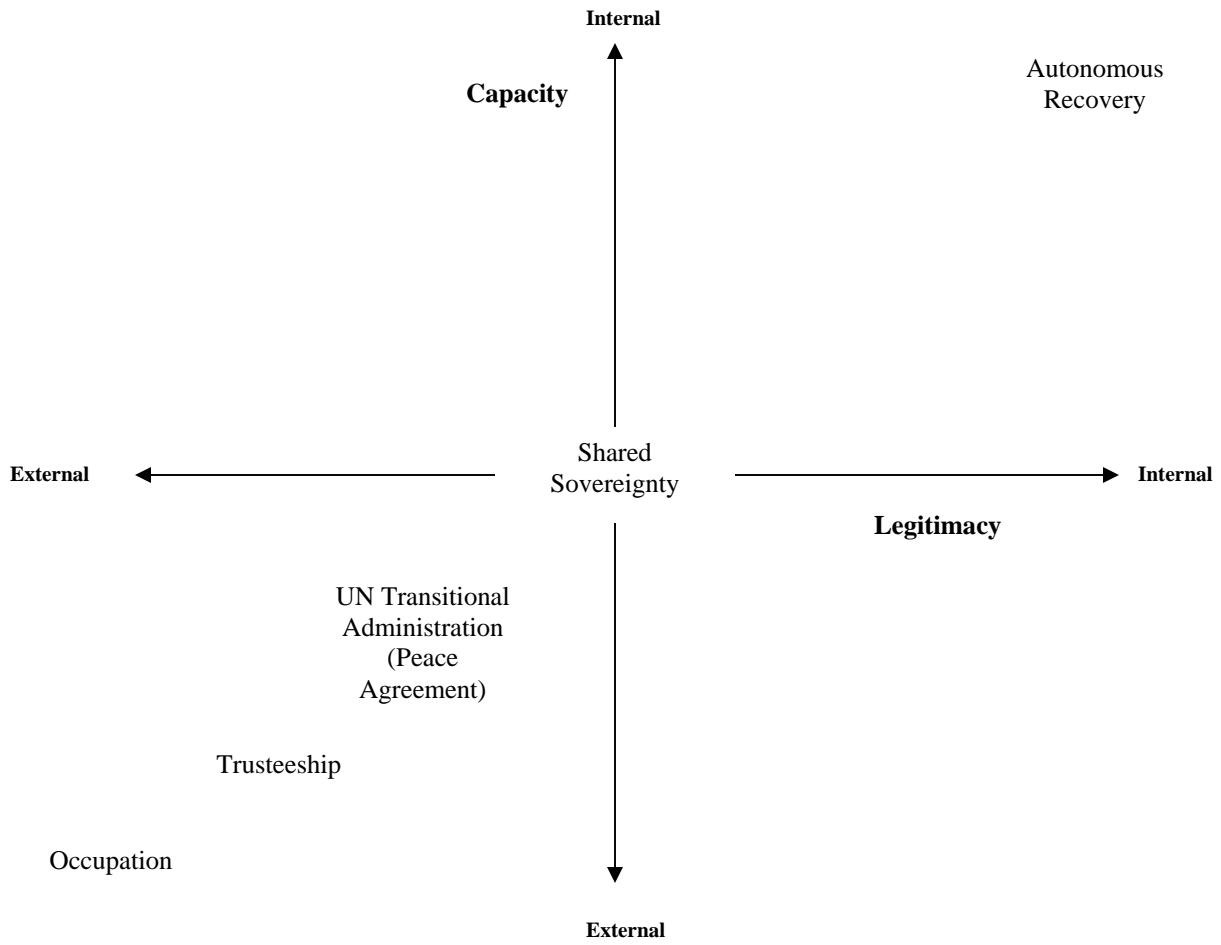 Internal
Autonomous
Recovery
Capacity
Shared
Sovereignty
External
Internal
Legitimacy
UN Transitional
Administration
(Peace
Agreement)
Trusteeship
Occupation
External